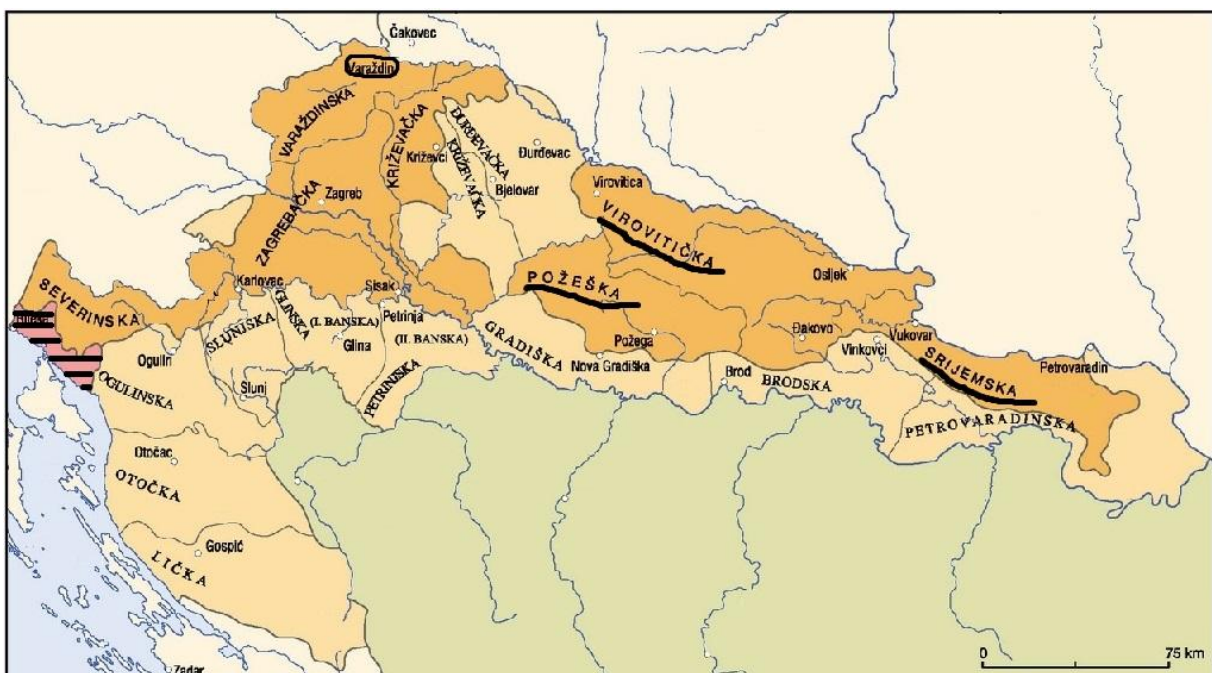 Čakovec
Varaždin
VARAŽDINSKA
KRIŽEVAČKA
Križevci
ĐURĐEVAČKA
KRIŽEVAČKA
Đurđevac
Bjelovar
Zagreb
ZAGREBAČKA
Virovitica
VIROVITIČKA
Osijek
POŽEŠKA
SEVERINSKA
Karlovac
Sisak
Petrinja
SLUNJSKA
GLINSKA
(I. BANSKA)
Glina
(II. BANSKA)
PETRINJSKA
GRADIŠKA
Požega
Nova Gradiška
Đakovo
Vukovar
Vinkovci
SRIJEMSKA
Petrovaradin
Brod
BRODSKA
PETROVARADINSKA
Ogulin
OGULINSKA
Slunj
Otočac
OTOČKA
Gospić
LIČKA
Zadar
0
75 km